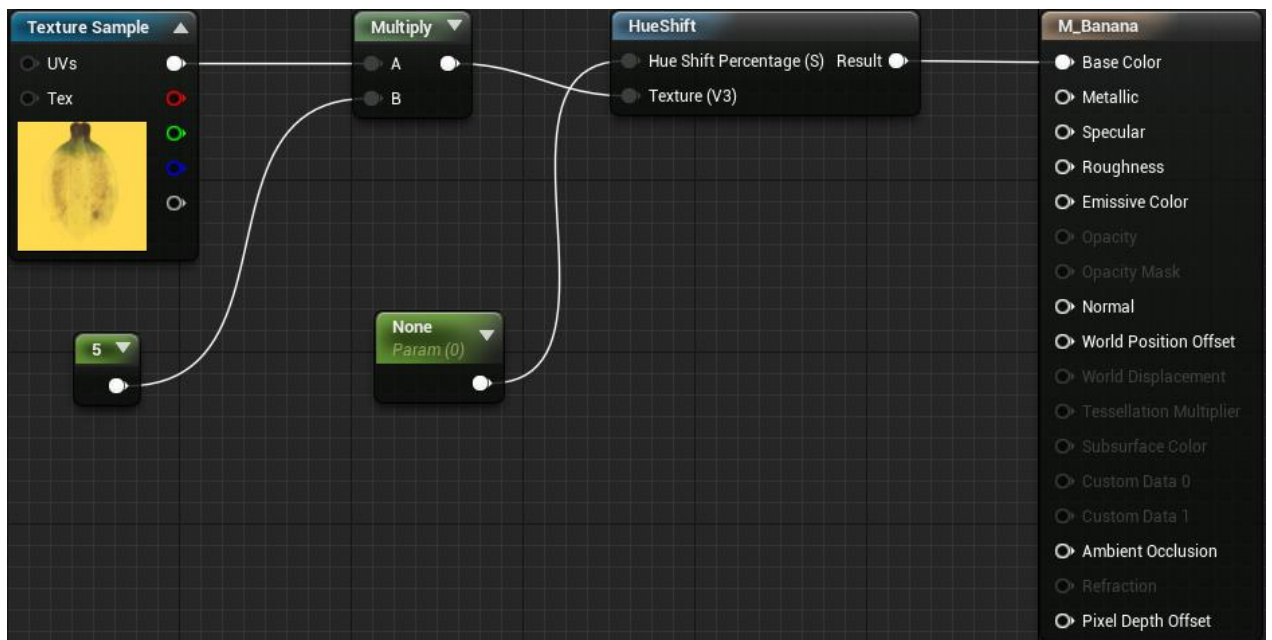 Texture Sample
UVs
Tex
5
Multiply
A
B
None
Param (0)
HueShift
Hue Shift Percentage (S) Result
Texture (V3)
M_Banana
Base Color
Metallic
Specular
Roughness
Emissive Color
Opacity
Opacity Mask
Normal
World Position Offset
World Displacement
Tessellation Multiplier
Subsurface Color
Custom Data 0
Custom Data 1
Ambient Occlusion
Refraction
Pixel Depth Offset